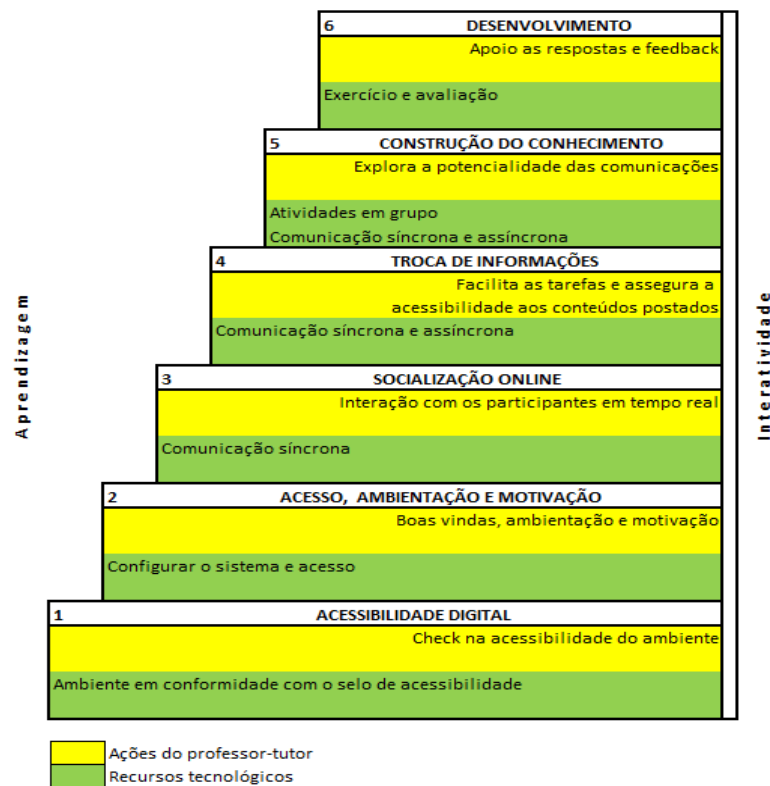 6 DESENVOLVIMENTO
Apoio as respostas e feedback
Exercício e avaliação
5 CONSTRUÇÃO DO CONHECIMENTO
Explora a potencialidade das comunicações
Atividades em grupo
Comunicação síncrona e assíncrona
4 TROCA DE INFORMAÇÕES
Facilita as tarefas e assegura a
acessibilidade aos conteúdos postados
Comunicação síncrona e assíncrona
3 SOCIALIZAÇÃO ONLINE
Interação com os participantes em tempo real
Comunicação síncrona
2 ACESSO, AMBIENTAÇÃO E MOTIVAÇÃO
Boas vindas, ambientação e motivação
Configurar o sistema e acesso
1 ACESSIBILIDADE DIGITAL
Check na acessibilidade do ambiente
Ambiente em conformidade com o selo de acessibilidade
Aprendizagem
Interatividade
Ações do professor-tutor
Recursos tecnológicos